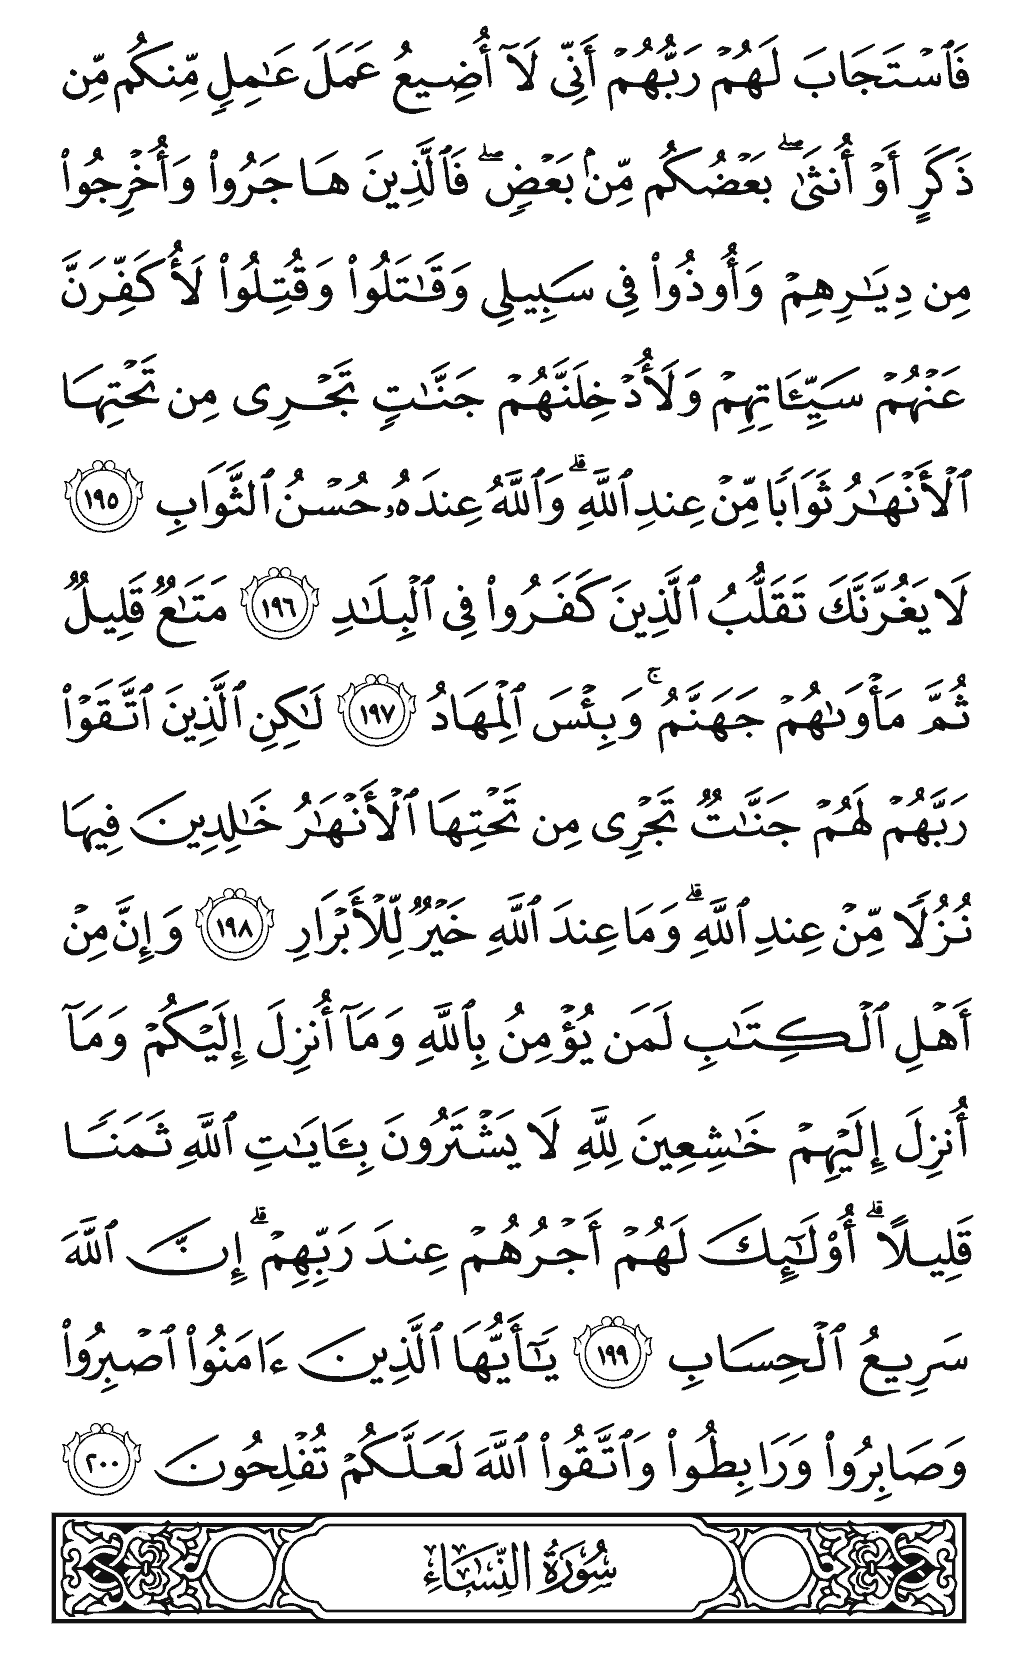 فَٱسْتَجَابَ لَهُمْ رَبُّهُمْ أَنِّى لَآ أُضِيعُ عَمَلَ عَـٰمِلٍ مِّنكُم مِّن
ذَكَرٍ أَوْ أُنثَىٰ ۖ بَعْضُكُم مِّنۢ بَعْضٍ ۖ فَٱلَّذِينَ هَاجَرُوا۟ وَأُخْرِجُوا۟
مِن دِيَـٰرِهِمْ وَأُوذُوا۟ فِى سَبِيلِى وَقَـٰتَلُوا۟ وَقُتِلُوا۟ لَأُكَفِّرَنَّ
عَنْهُمْ سَيِّـَٔاتِهِمْ وَلَأُدْخِلَنَّهُمْ جَنَّـٰتٍ تَجْرِى مِن تَحْتِهَا
ٱلْأَنْهَـٰرُ ثَوَابًا مِّنْ عِندِ ٱللَّهِ ۗ وَٱللَّهُ عِندَهُۥ حُسْنُ ٱلثَّوَابِ ١٩٥
لَا يَغُرَّنَّكَ تَقَلُّبُ ٱلَّذِينَ كَفَرُوا۟ فِى ٱلْبِلَـٰدِ ١٩٦ مَتَـٰعٌ قَلِيلٌ
ثُمَّ مَأْوَىٰهُمْ جَهَنَّمُ ۚ وَبِئْسَ ٱلْمِهَادُ ١٩٧ لَـٰكِنِ ٱلَّذِينَ ٱتَّقَوْا۟
رَبَّهُمْ لَهُمْ جَنَّـٰتٌ تَجْرِى مِن تَحْتِهَا ٱلْأَنْهَـٰرُ خَـٰلِدِينَ فِيهَا
نُزُلًا مِّنْ عِندِ ٱللَّهِ ۗ وَمَا عِندَ ٱللَّهِ خَيْرٌ لِّلْأَبْرَارِ ١٩٨ وَإِنَّ مِنْ
أَهْلِ ٱلْكِتَـٰبِ لَمَن يُؤْمِنُ بِٱللَّهِ وَمَآ أُنزِلَ إِلَيْكُمْ وَمَآ
أُنزِلَ إِلَيْهِمْ خَـٰشِعِينَ لِلَّهِ لَا يَشْتَرُونَ بِـَٔايَـٰتِ ٱللَّهِ ثَمَنًا
قَلِيلًا ۗ أُو۟لَـٰٓئِكَ لَهُمْ أَجْرُهُمْ عِندَ رَبِّهِمْ ۗ إِنَّ ٱللَّهَ
سَرِيعُ ٱلْحِسَابِ ١٩٩ يَـٰٓأَيُّهَا ٱلَّذِينَ ءَامَنُوا۟ ٱصْبِرُوا۟
وَصَابِرُوا۟ وَرَابِطُوا۟ وَٱتَّقُوا۟ ٱللَّهَ لَعَلَّكُمْ تُفْلِحُونَ ٢٠٠
سُورَةُ النِّسَاءِ